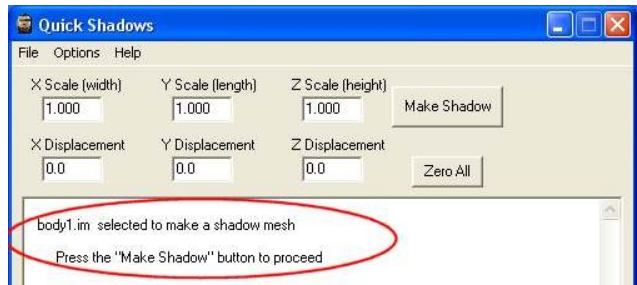 Quick Shadows
File Options Help
X Scale (width) Y Scale (length) Z Scale (height)
1.000 1.000 1.000 Make Shadow
X Displacement Y Displacement Z Displacement
0.0 0.0 0.0 Zero All
body1.im selected to make a shadow mesh
Press the "Make Shadow" button to proceed